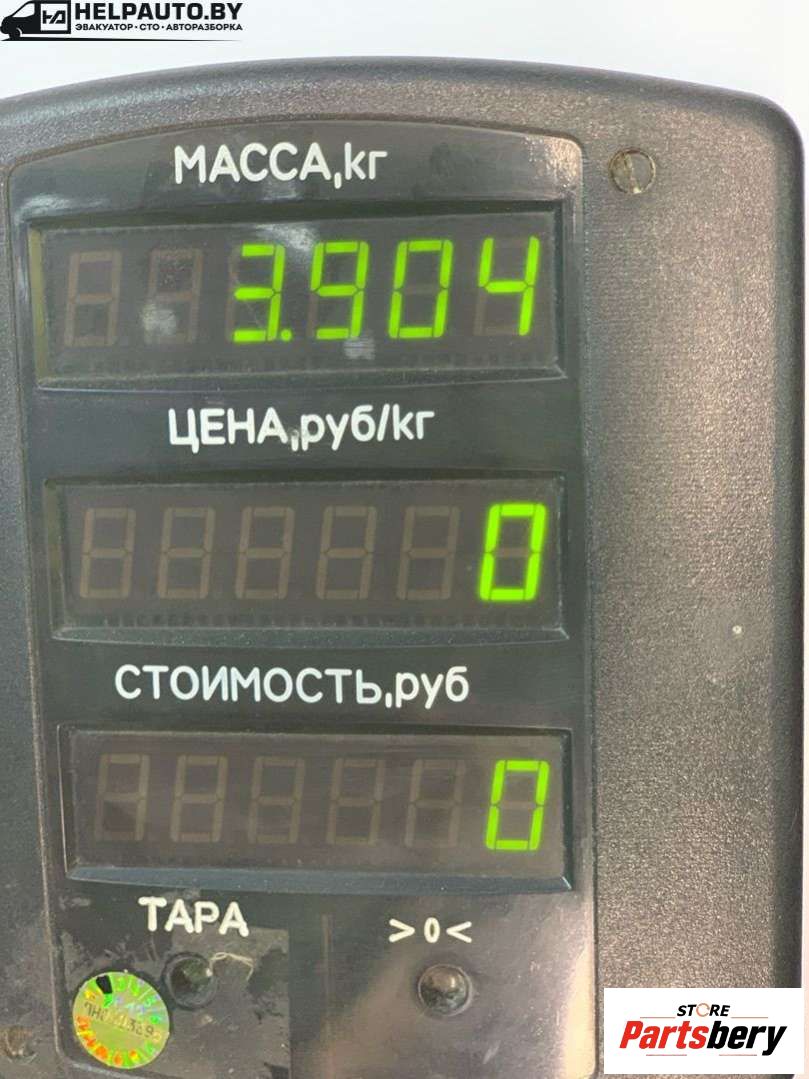 HELPAUTO.BY
ЭВАКУАТОР • СТО • АВТОРАЗБОРКА
МАССА,кг
3.904
ЦЕНА,руб/кг
0
СТОИМОСТЬ,руб
0
ТАРА
>0<
STORE
Partsbery